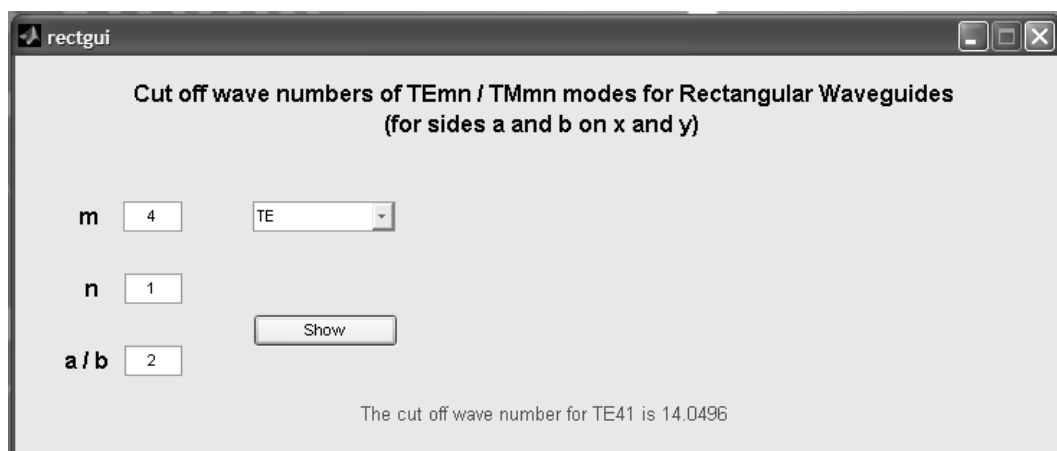 rectgui
Cut off wave numbers of TEmn / TMmn modes for Rectangular Waveguides
(for sides a and b on x and y)
m 4 TE
n 1
Show
a / b 2
The cut off wave number for TE41 is 14.0496